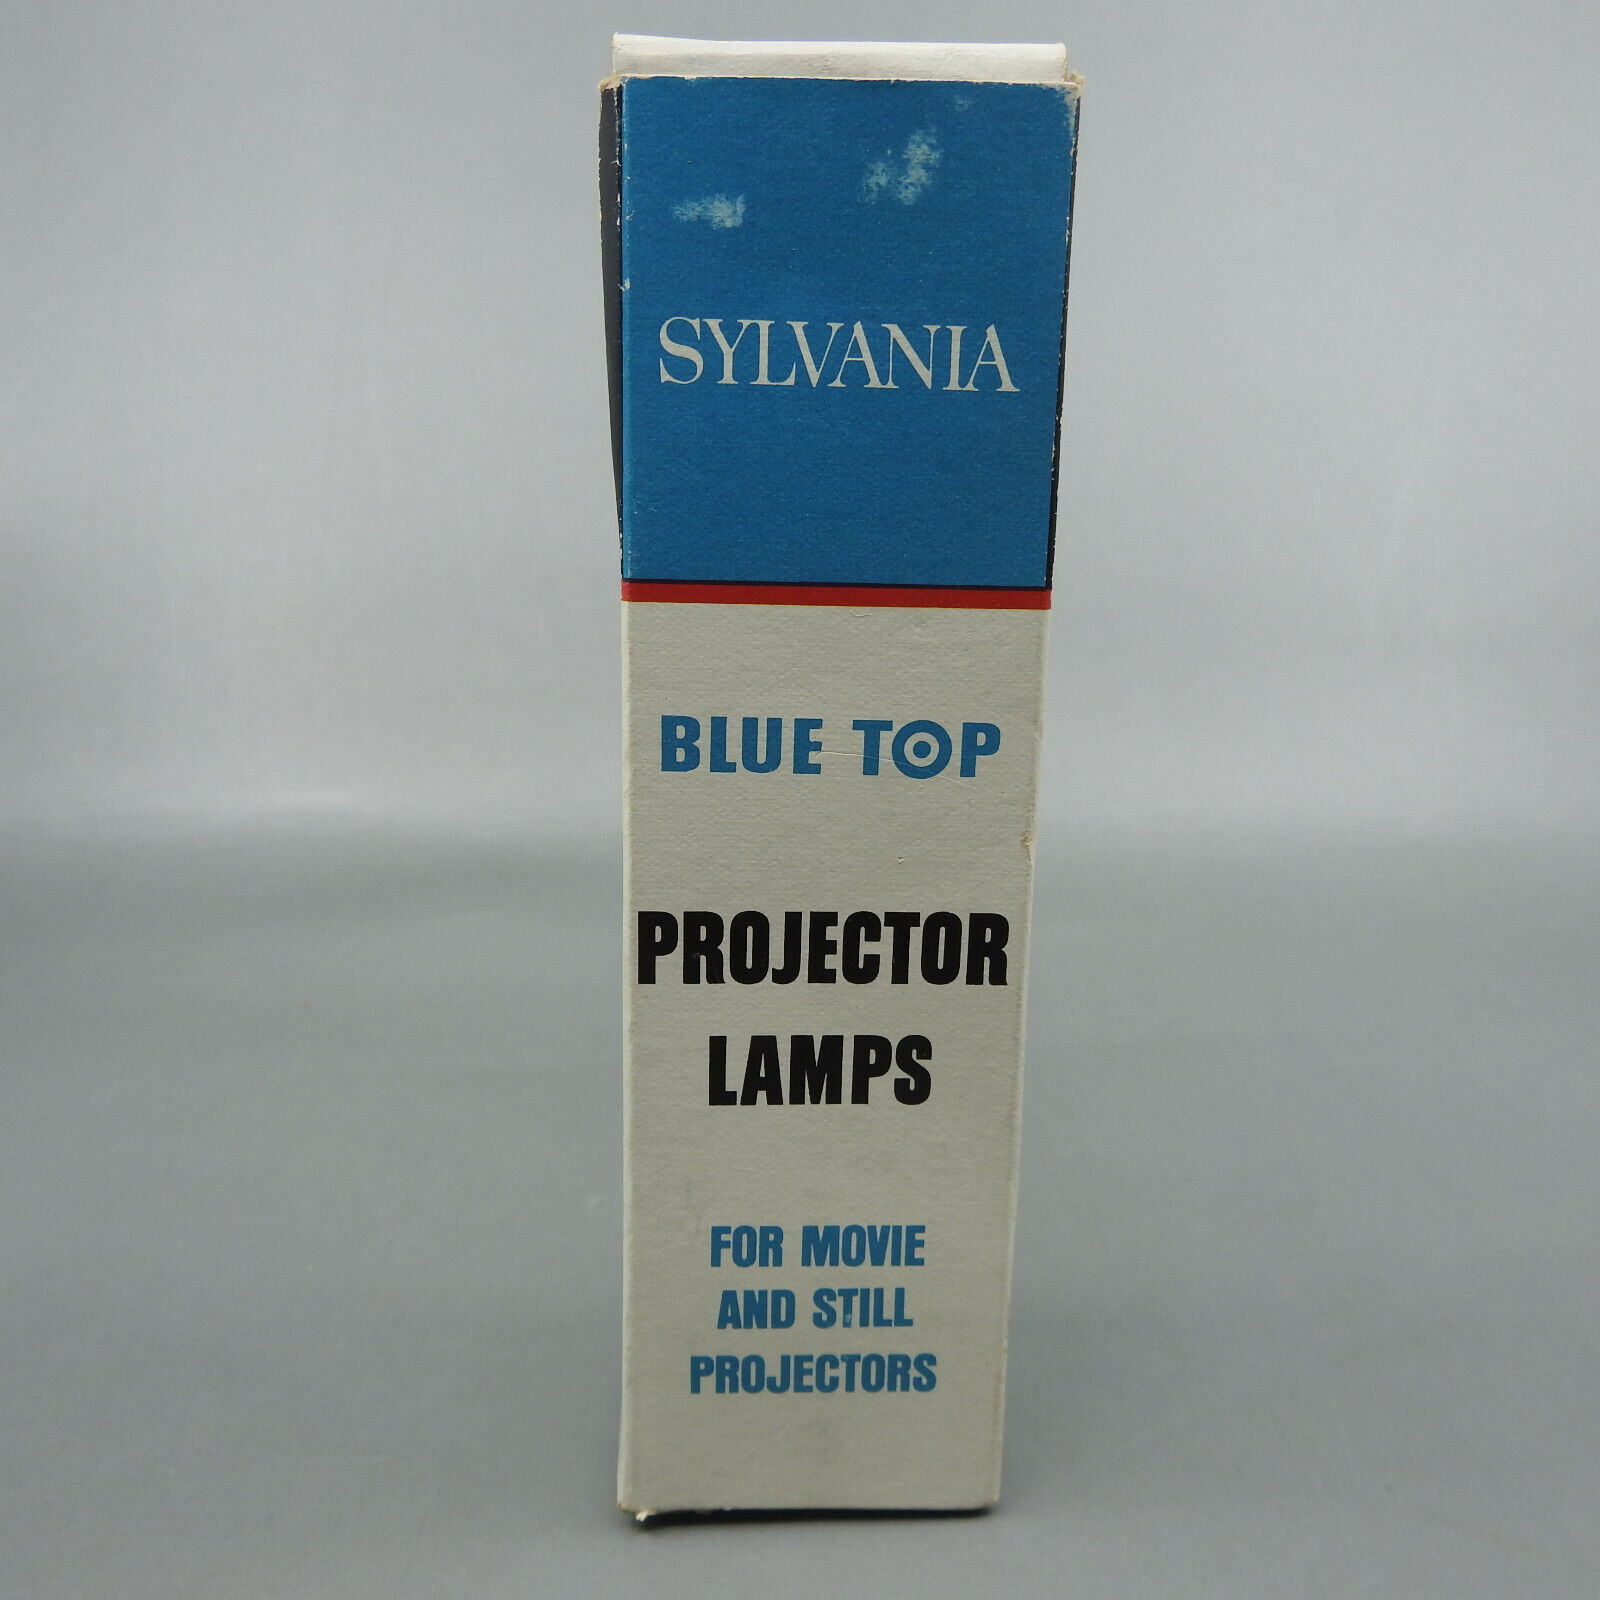 SYLVANIA
BLUE TOP
PROJECTOR
LAMPS
FOR MOVIE
AND STILL
PROJECTORS